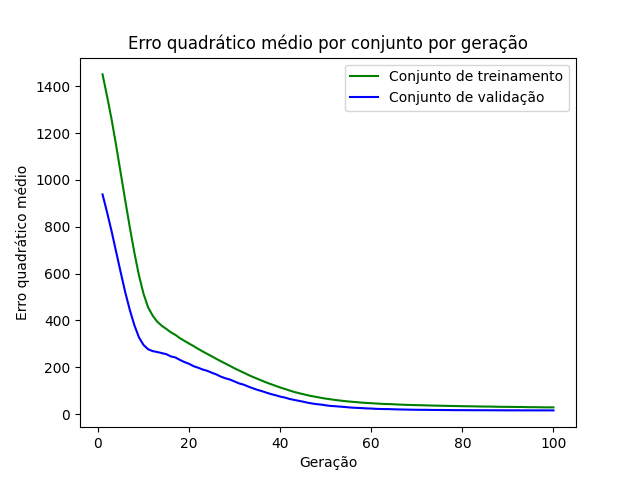 Erro quadrático médio por conjunto por geração
Conjunto de treinamento
Conjunto de validação
Erro quadrático médio
1400
1200
1000
800
600
400
200
0
0 20 40 60 80 100
Geração